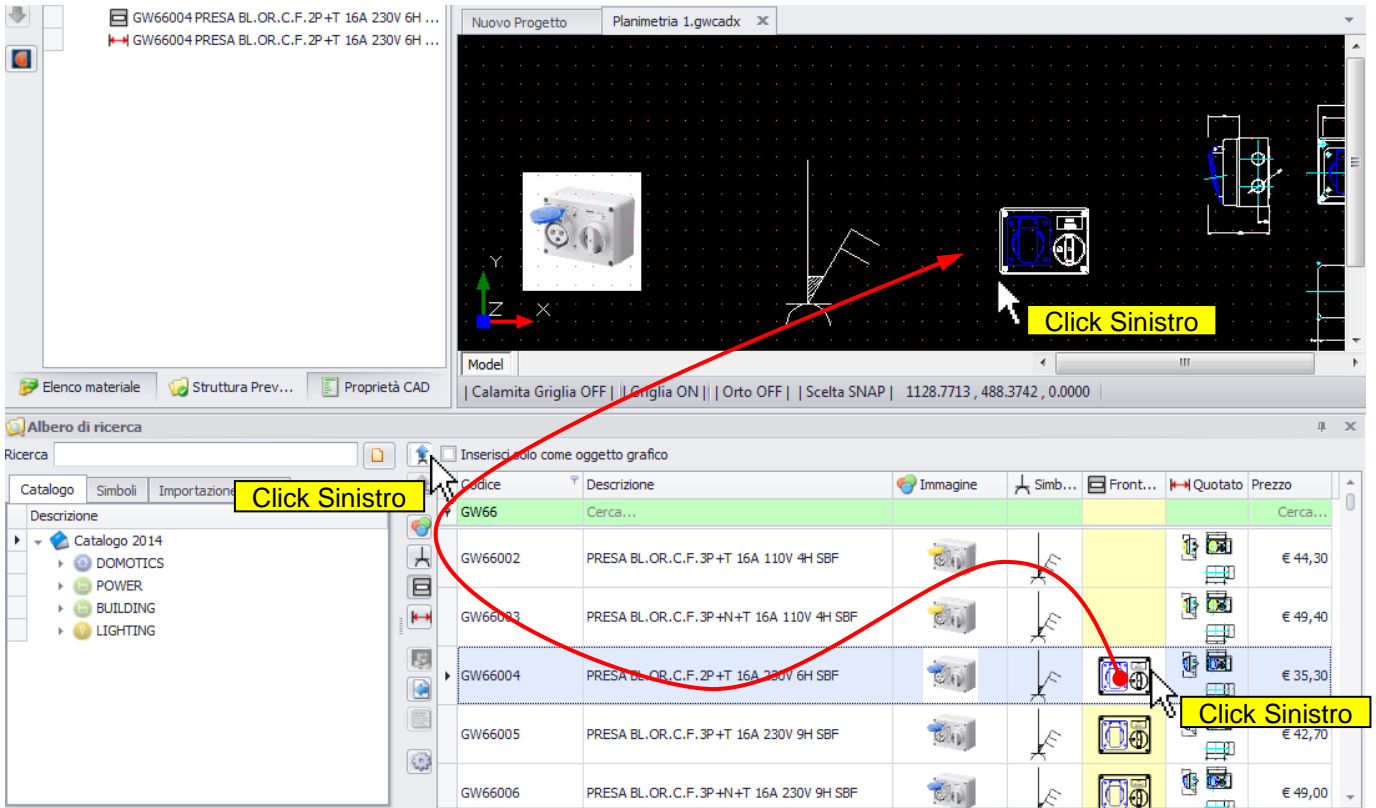 GW66004 PRESA BL.OR.C.F.2P+T 16A 230V 6H ...
GW66004 PRESA BL.OR.C.F.2P+T 16A 230V 6H ...
Nuovo Progetto
Planimetria 1.gwcadx
Y
Z
X
Click Sinistro
Model
Elenco materiale
Struttura Prev...
Proprietà CAD
| Calamita Griglia OFF | | Griglia ON | | Orto OFF | | Scelta SNAP | 1128.7713 , 488.3742 , 0.0000
Albero di ricerca
Ricerca
Inserisci solo come oggetto grafico
Catalogo
Simboli
Importazione
Click Sinistro
Codice
Descrizione
Immagine
Simb...
Front...
Quotato
Prezzo
Descrizione
GW66
Cerca...
Cerca...
Catalogo 2014
DOMOTICS
POWER
BUILDING
LIGHTING
GW66002 PRESA BL.OR.C.F.3P+T 16A 110V 4H SBF € 44,30
GW66003 PRESA BL.OR.C.F.3P+N+T 16A 110V 4H SBF € 49,40
GW66004 PRESA BL.OR.C.F.2P+T 16A 230V 6H SBF € 35,30
Click Sinistro
GW66005 PRESA BL.OR.C.F.3P+T 16A 230V 9H SBF € 42,70
GW66006 PRESA BL.OR.C.F.3P+N+T 16A 230V 9H SBF € 49,00